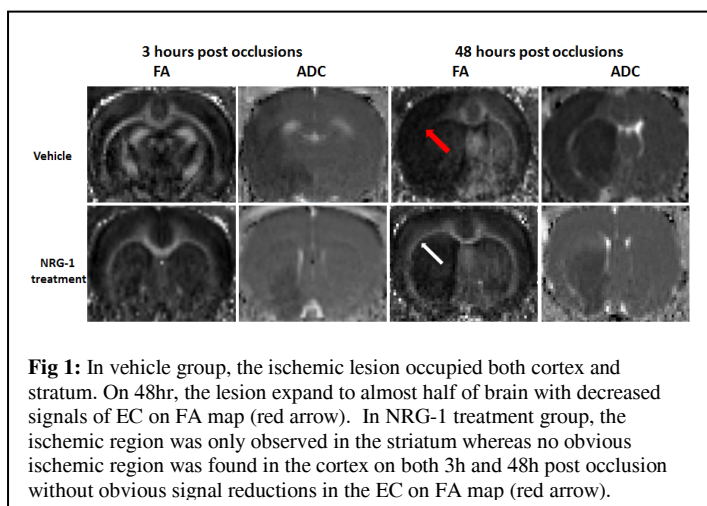 3 hours post occlusions 48 hours post occlusions
FA ADC FA ADC
Vehicle
NRG-1
treatment
Fig 1: In vehicle group, the ischemic lesion occupied both cortex and
stratum. On 48hr, the lesion expand to almost half of brain with decreased
signals of EC on FA map (red arrow).  In NRG-1 treatment group, the
ischemic region was only observed in the striatum whereas no obvious
ischemic region was found in the cortex on both 3h and 48h post occlusion
without obvious signal reductions in the EC on FA map (red arrow).